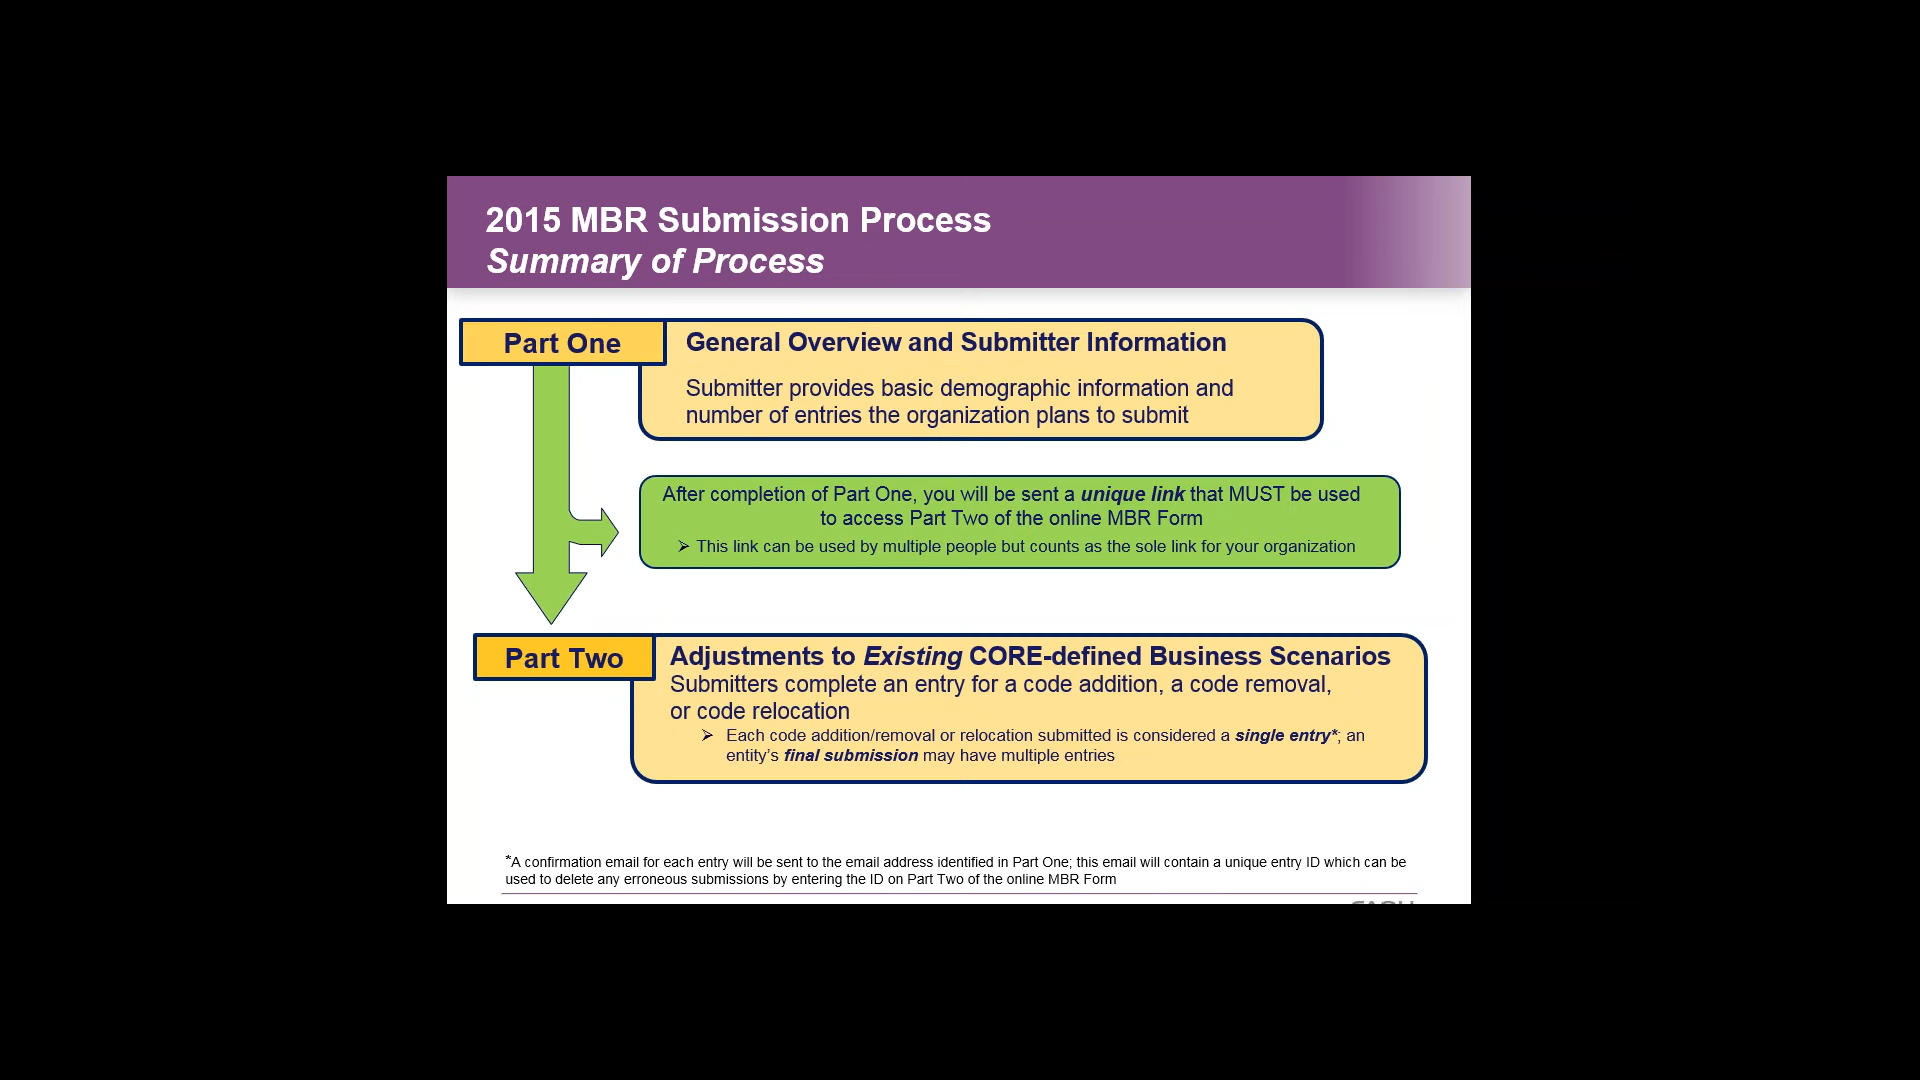 2015 MBR Submission Process
Summary of Process
Part One
General Overview and Submitter Information
Submitter provides basic demographic information and
number of entries the organization plans to submit
After completion of Part One, you will be sent a unique link that MUST be used
to access Part Two of the online MBR Form
➢ This link can be used by multiple people but counts as the sole link for your organization
Part Two
Adjustments to Existing CORE-defined Business Scenarios
Submitters complete an entry for a code addition, a code removal,
or code relocation
➢ Each code addition/removal or relocation submitted is considered a single entry*; an
entity’s final submission may have multiple entries
*A confirmation email for each entry will be sent to the email address identified in Part One; this email will contain a unique entry ID which can be
used to delete any erroneous submissions by entering the ID on Part Two of the online MBR Form